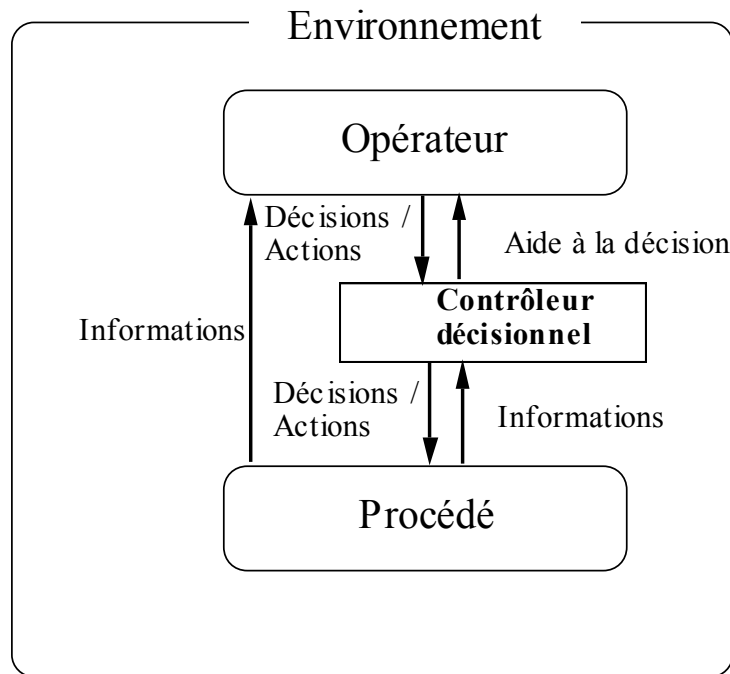 Environnement
Opérateur
Décisions /
Actions
Aide à la décision
Contrôleur
décisionnel
Informations
Décisions /
Actions
Informations
Procédé